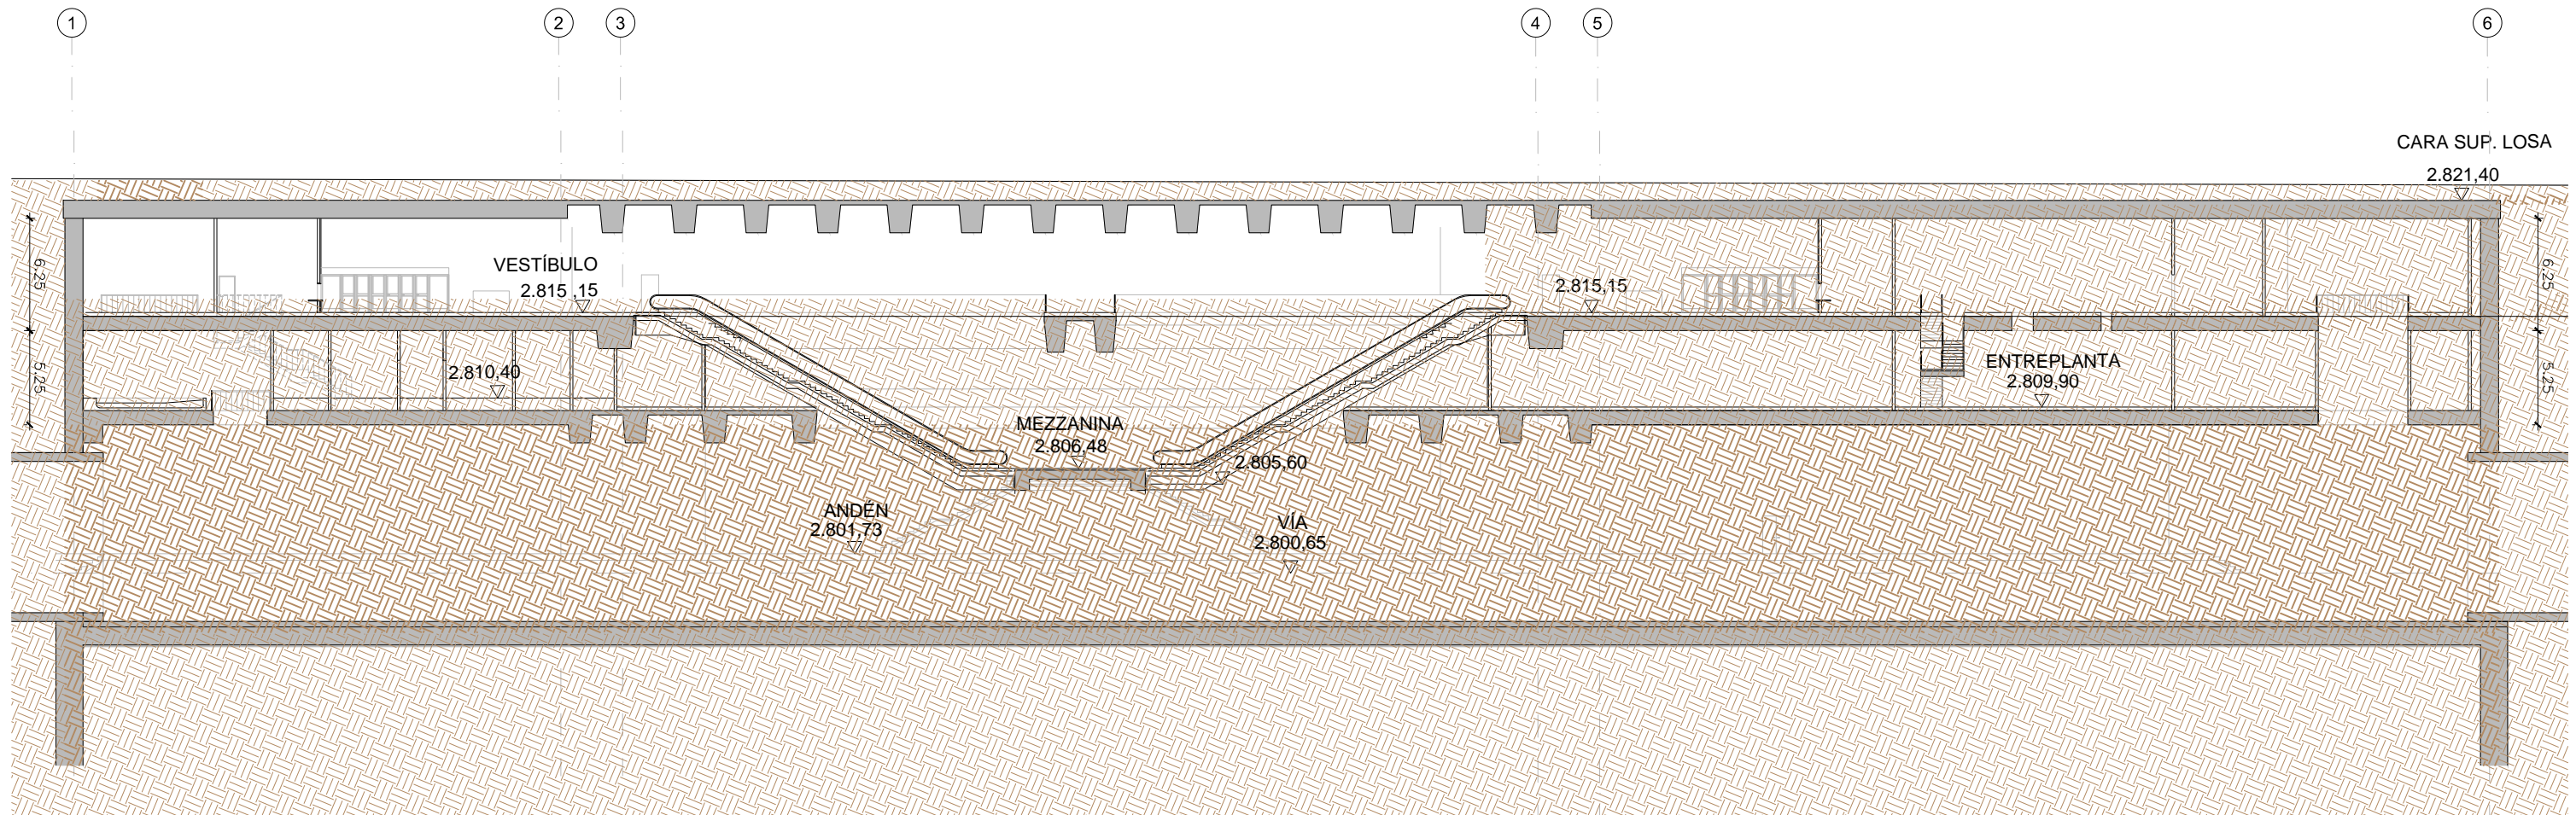 1 2 3 4 5 6
CARA SUP. LOSA
2.821,40
VESTÍBULO
2.815 ,15
2.815,15
6.25
6.25
2.810,40
ENTREPLANTA
2.809,90
5.25
5.25
MEZZANINA
2.806,48
2.805,60
ANDÉN
2.801,73
VÍA
2.800,65